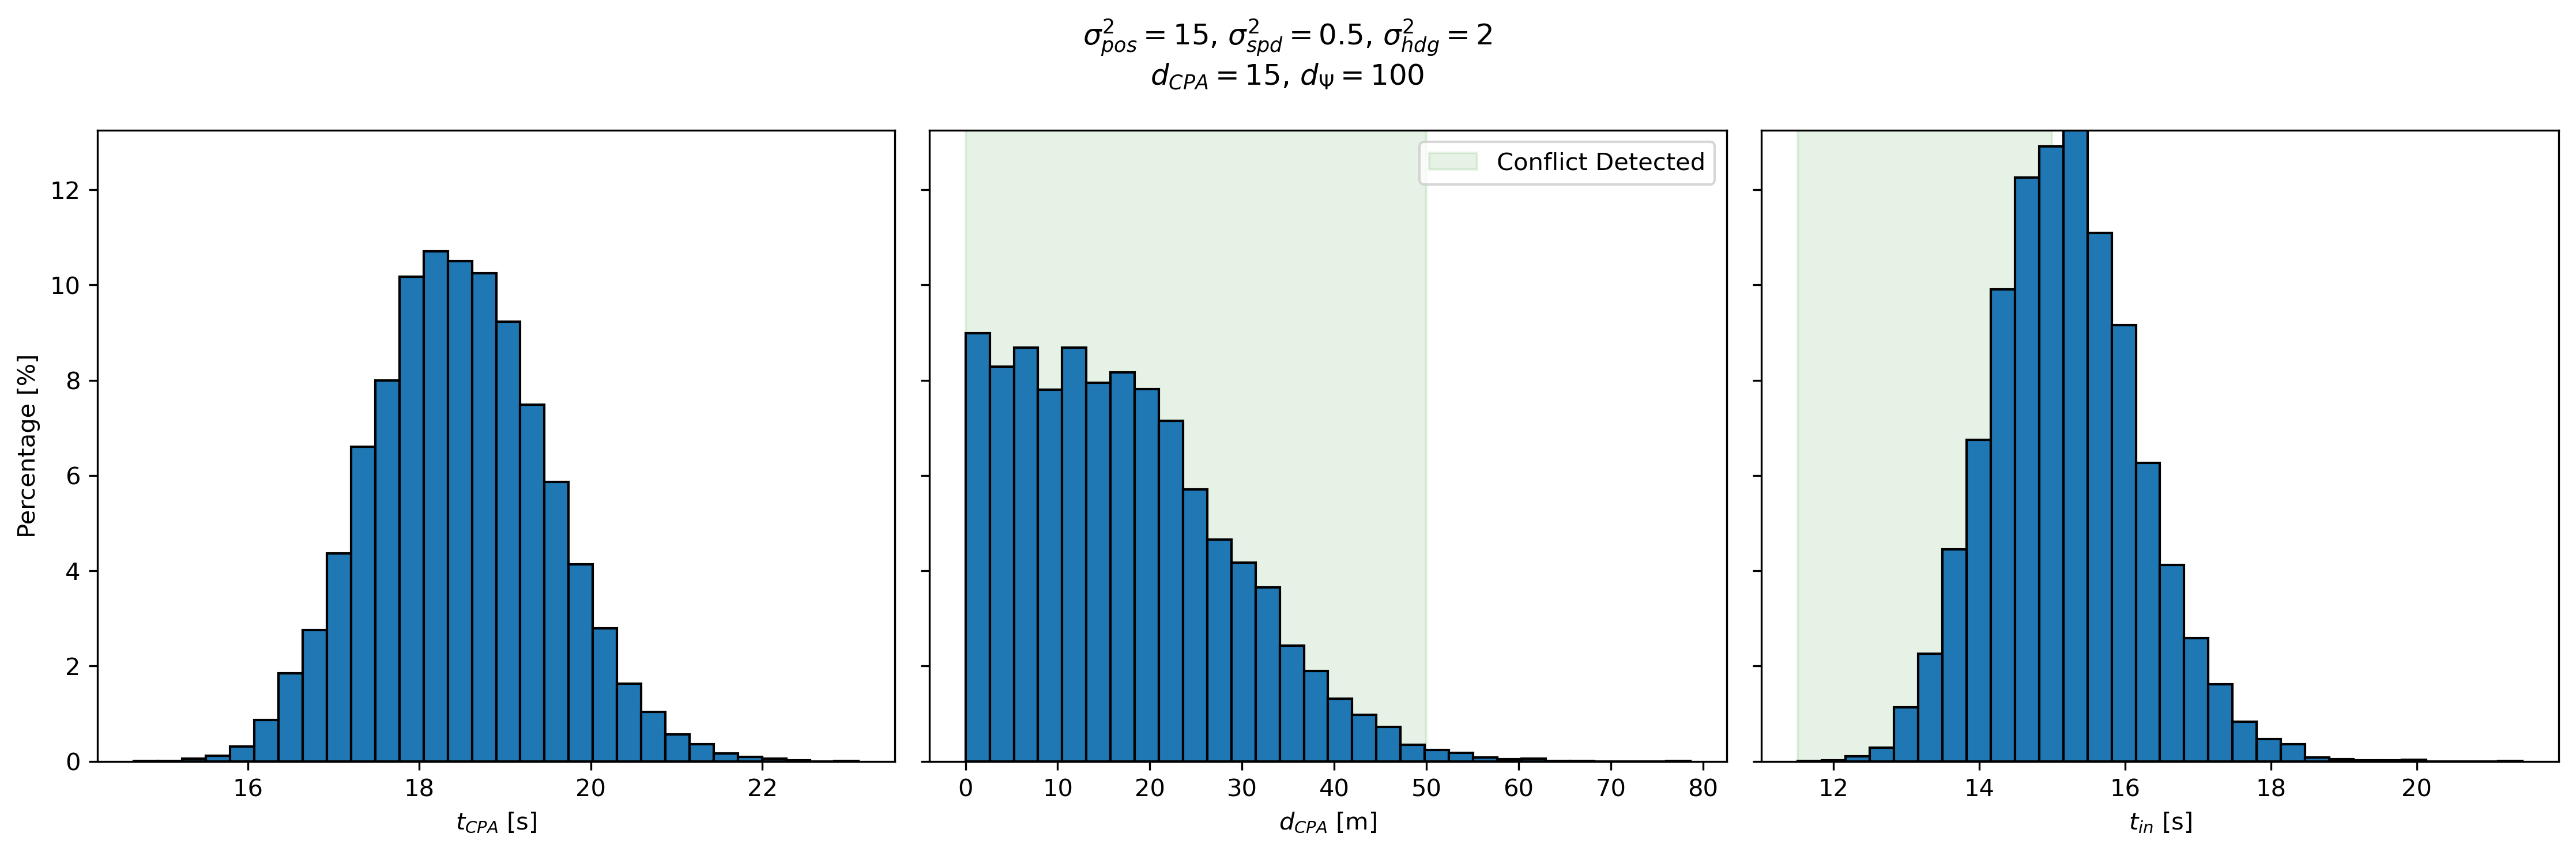 σ²pos = 15, σ²spd = 0.5, σ²hdg = 2
dCPA = 15, dΨ = 100
Percentage [%]
12
10
8
6
4
2
0
16 18 20 22
tCPA [s]
Conflict Detected
0 10 20 30 40 50 60 70 80
dCPA [m]
12 14 16 18 20
tin [s]